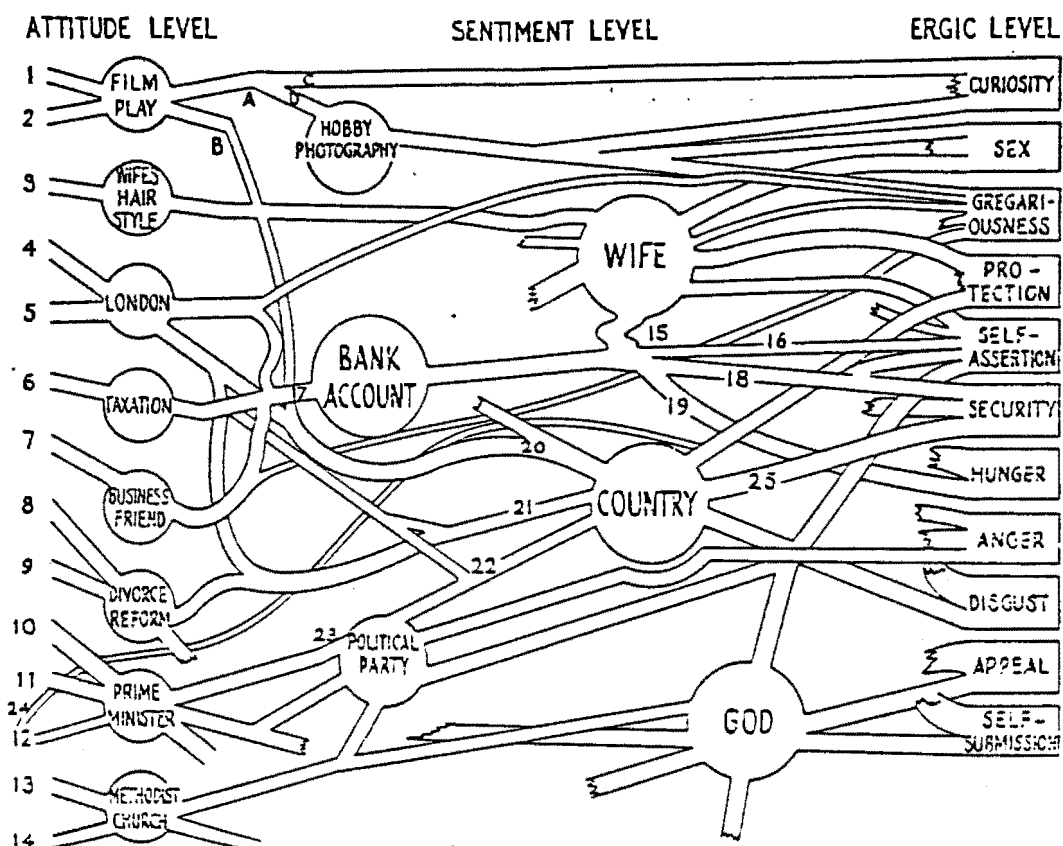 ATTITUDE LEVEL
SENTIMENT LEVEL
ERGIC LEVEL
1
2
3
4
5
6
7
8
9
10
11
24
12
13
14
FILM
PLAY
WIFES
HAIR
STYLE
LONDON
TAXATION
BUSINESS
FRIEND
DIVORCE
REFORM
PRIME
MINISTER
METHODIST
CHURCH
A
B
C
D
HOBBY
PHOTOGRAPHY
WIFE
BANK
ACCOUNT
COUNTRY
POLITICAL
PARTY
GOD
15
16
18
19
20
21
22
23
25
CURIOSITY
SEX
GREGARI-
OUSNESS
PRO-
TECTION
SELF-
ASSERTION
SECURITY
HUNGER
ANGER
DISGUST
APPEAL
SELF-
SUBMISSION